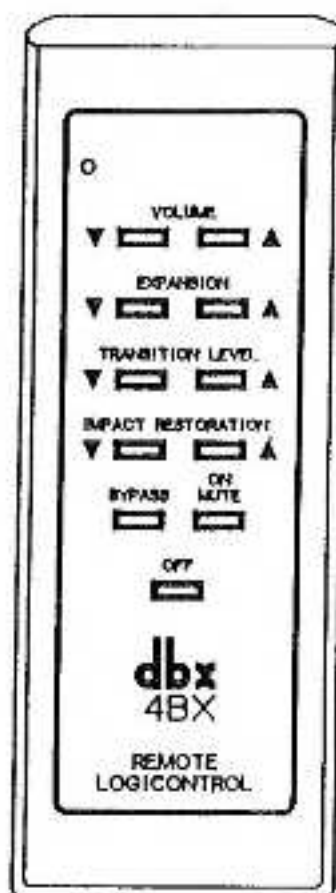 VOLUME
EXPANSION
TRANSITION LEVEL
IMPACT RESTORATION
ON
BYPASS MUTE
OFF
dbx
4BX
REMOTE
LOGICONTROL